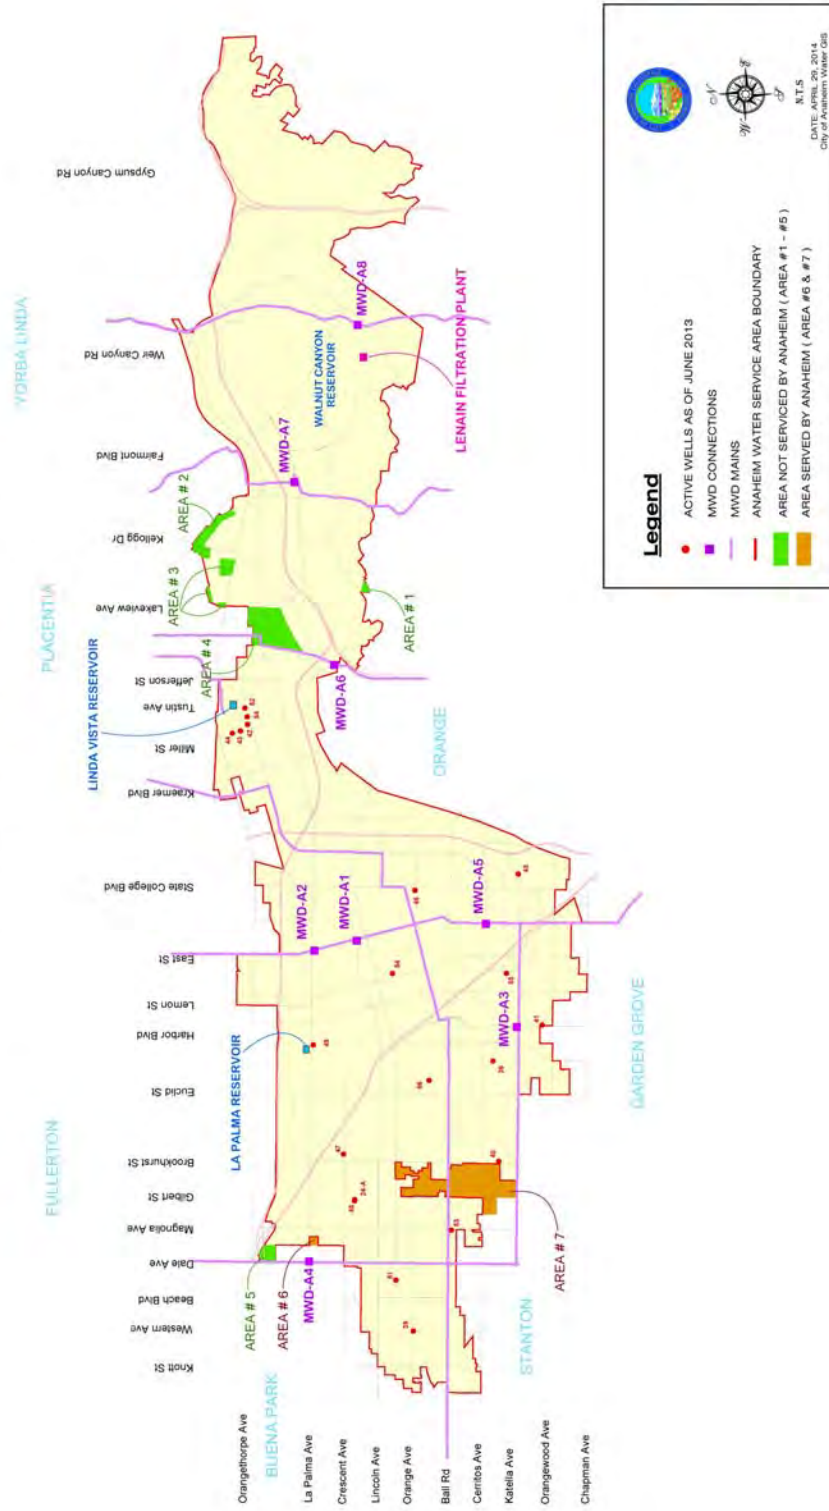 YORBA LINDA
PLACENTIA
FULLERTON
BUENA PARK
STANTON
GARDEN GROVE
ORANGE
Knott St
Western Ave
Beach Blvd
Dale Ave
Magnolia Ave
Gilbert St
Brookhurst St
Euclid St
Harbor Blvd
Lemon St
East St
State College Blvd
Kraemer Blvd
Miller St
Tustin Ave
Jefferson St
Lakeview Ave
Kellogg Dr
Fairmont Blvd
Weir Canyon Rd
Gypsum Canyon Rd
Orangethorpe Ave
La Palma Ave
Crescent Ave
Lincoln Ave
Orange Ave
Ball Rd
Cerritos Ave
Katella Ave
Orangewood Ave
Chapman Ave
LA PALMA RESERVOIR
LINDA VISTA RESERVOIR
WALNUT CANYON
RESERVOIR
LENAIN FILTRATION PLANT
MWD-A1
MWD-A2
MWD-A3
MWD-A4
MWD-A5
MWD-A6
MWD-A7
MWD-A8
AREA # 1
AREA # 2
AREA # 3
AREA # 4
AREA # 5
AREA # 6
AREA # 7
47
24-A
49
41
40
54
Legend
ACTIVE WELLS AS OF JUNE 2013
MWD CONNECTIONS
MWD MAINS
ANAHEIM WATER SERVICE AREA BOUNDARY
AREA NOT SERVICED BY ANAHEIM ( AREA #1 - #5 )
AREA SERVED BY ANAHEIM ( AREA #6 & #7 )
N
E
S
W
N.T.S
DATE: APRIL 29, 2014
City of Anaheim Water GIS